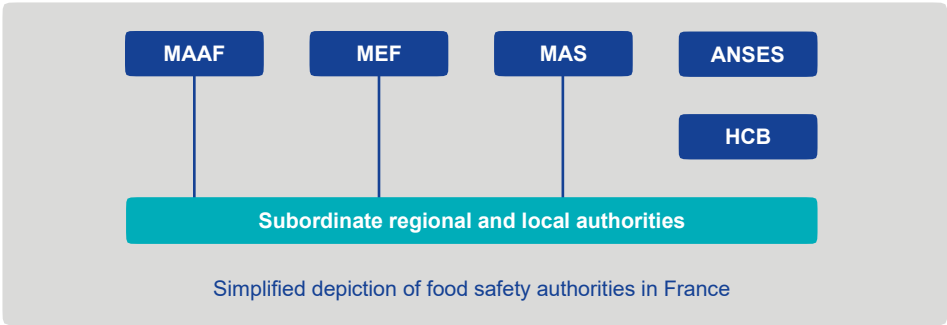 MAAF
MEF
MAS
ANSES
HCB
Subordinate regional and local authorities
Simplified depiction of food safety authorities in France